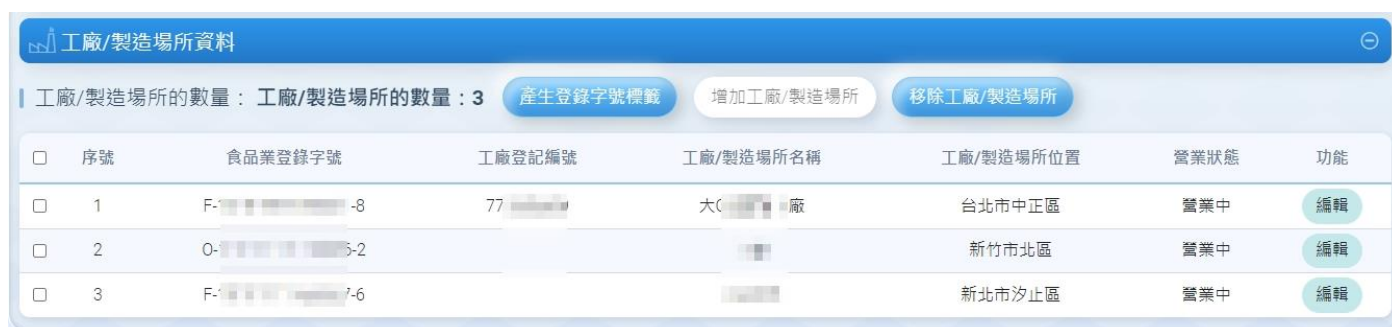 工廠/製造場所資料
工廠/製造場所的數量： 工廠/製造場所的數量：3 產生登錄字號標籤 增加工廠/製造場所 移除工廠/製造場所
序號 食品業登錄字號 工廠登記編號 工廠/製造場所名稱 工廠/製造場所位置 營業狀態 功能
1 F- -8 77 大 廠 台北市中正區 營業中 編輯
2 O- -2 新竹市北區 營業中 編輯
3 F- -6 新北市汐止區 營業中 編輯